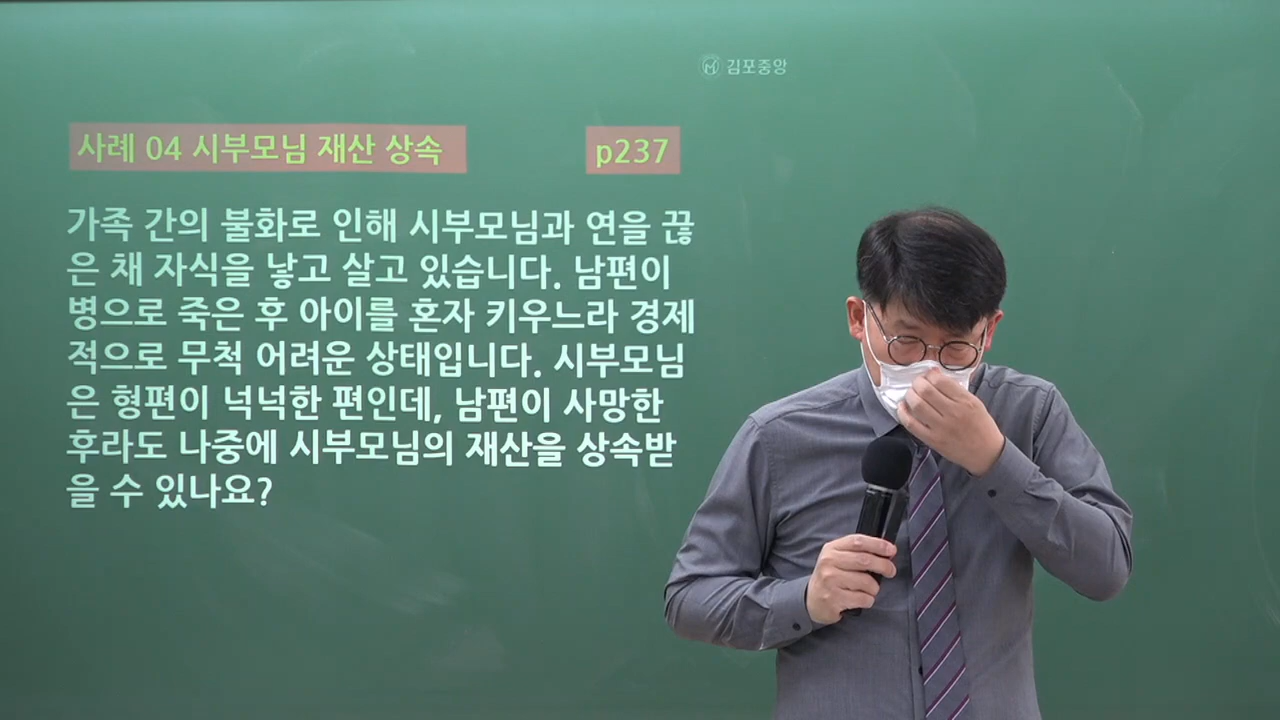 김포중앙
사례 04 시부모님 재산 상속
p237
가족 간의 불화로 인해 시부모님과 연을 끊
은 채 자식을 낳고 살고 있습니다. 남편이
병으로 죽은 후 아이를 혼자 키우느라 경제
적으로 무척 어려운 상태입니다. 시부모님
은 형편이 넉넉한 편인데, 남편이 사망한
후라도 나중에 시부모님의 재산을 상속받
을 수 있나요?